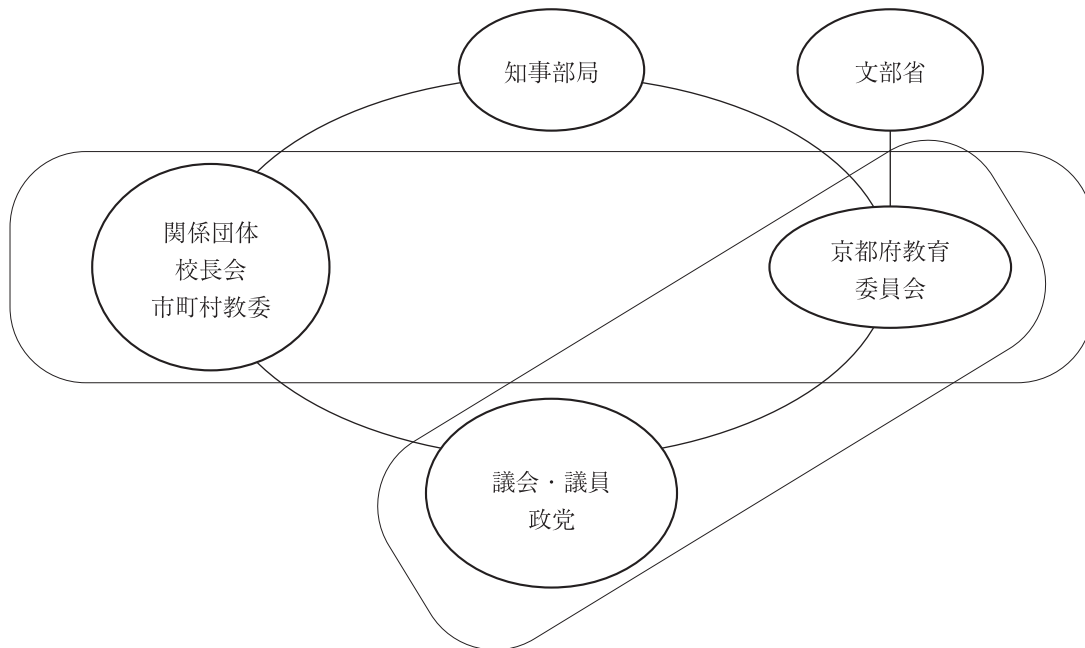 知事部局
文部省
関係団体
校長会
市町村教委
京都府教育
委員会
議会・議員
政党